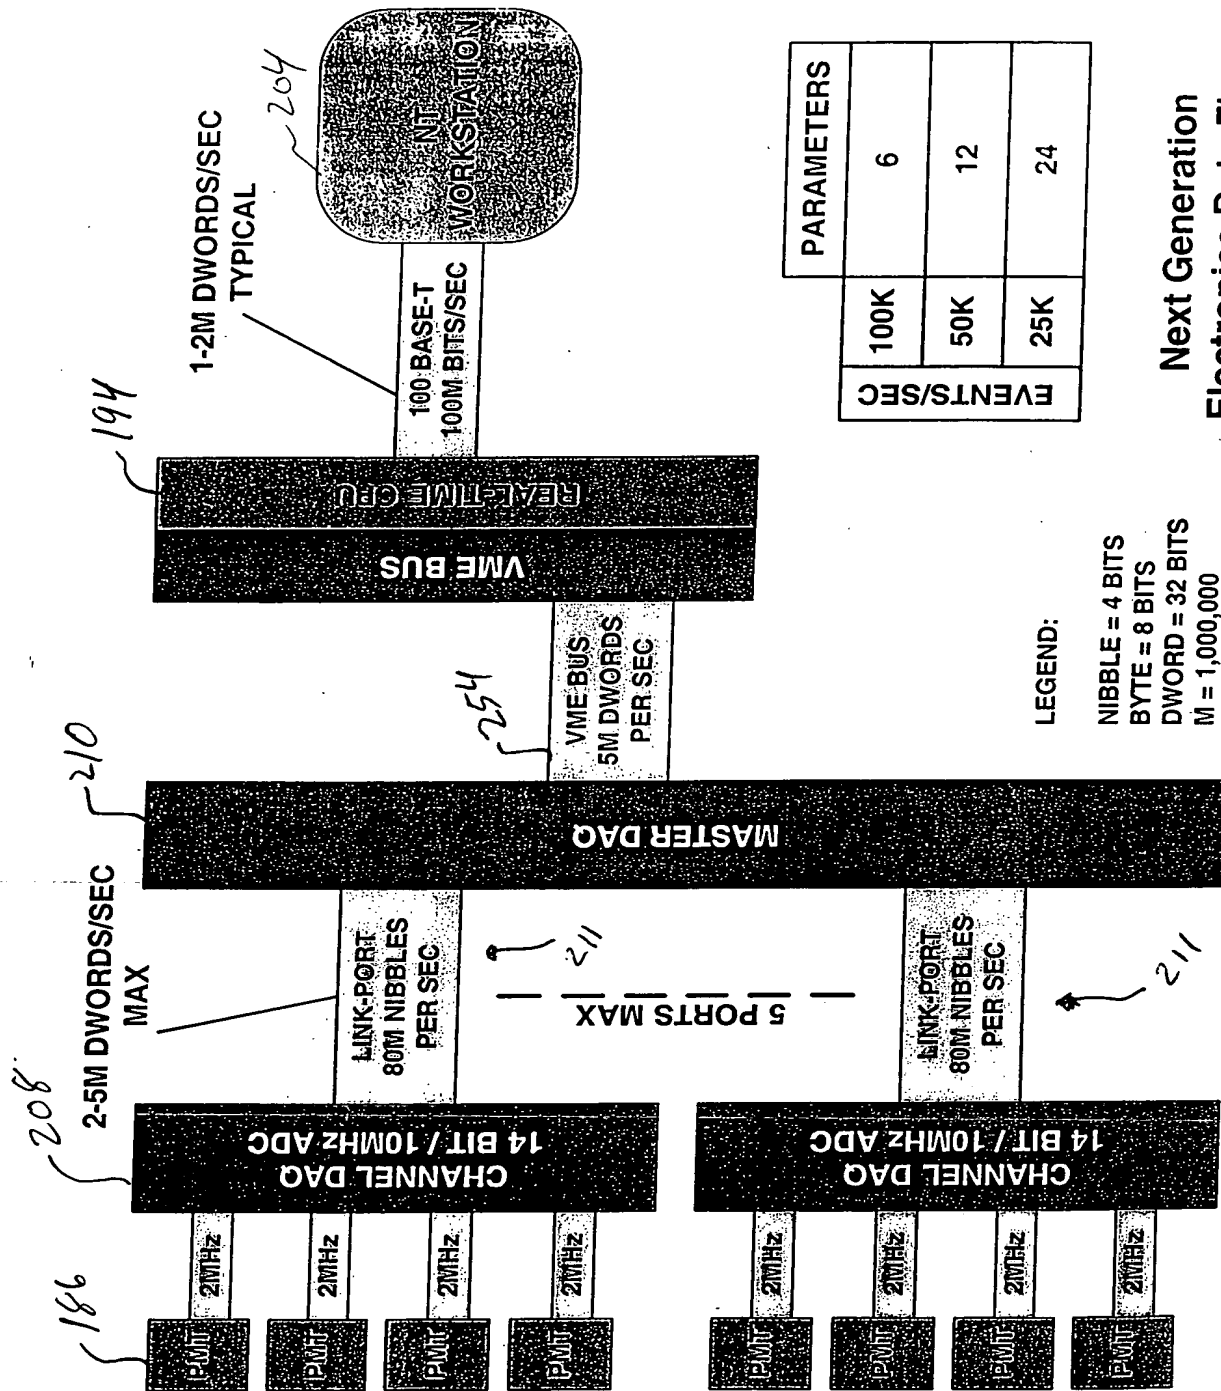 186
208
2-5M DWORDS/SEC
MAX
210
254
194
1-2M DWORDS/SEC
TYPICAL
204
PMT
PMT
PMT
PMT
2MHz
2MHz
2MHz
2MHz
CHANNEL DAQ
14 BIT / 10MHz ADC
LINK-PORT
80M NIBBLES
PER SEC
211
5 PORTS MAX
MASTER DAQ
VME BUS
5M DWORDS
PER SEC
VME BUS
REAL-TIME CPU
100 BASE-T
100M BITS/SEC
NT
WORKSTATION
PMT
PMT
PMT
PMT
2MHz
2MHz
2MHz
2MHz
CHANNEL DAQ
14 BIT / 10MHz ADC
LINK-PORT
80M NIBBLES
PER SEC
211
LEGEND:
NIBBLE = 4 BITS
BYTE = 8 BITS
DWORD = 32 BITS
M = 1,000,000
PARAMETERS
EVENTS/SEC
100K 6
50K 12
25K 24
Next Generation